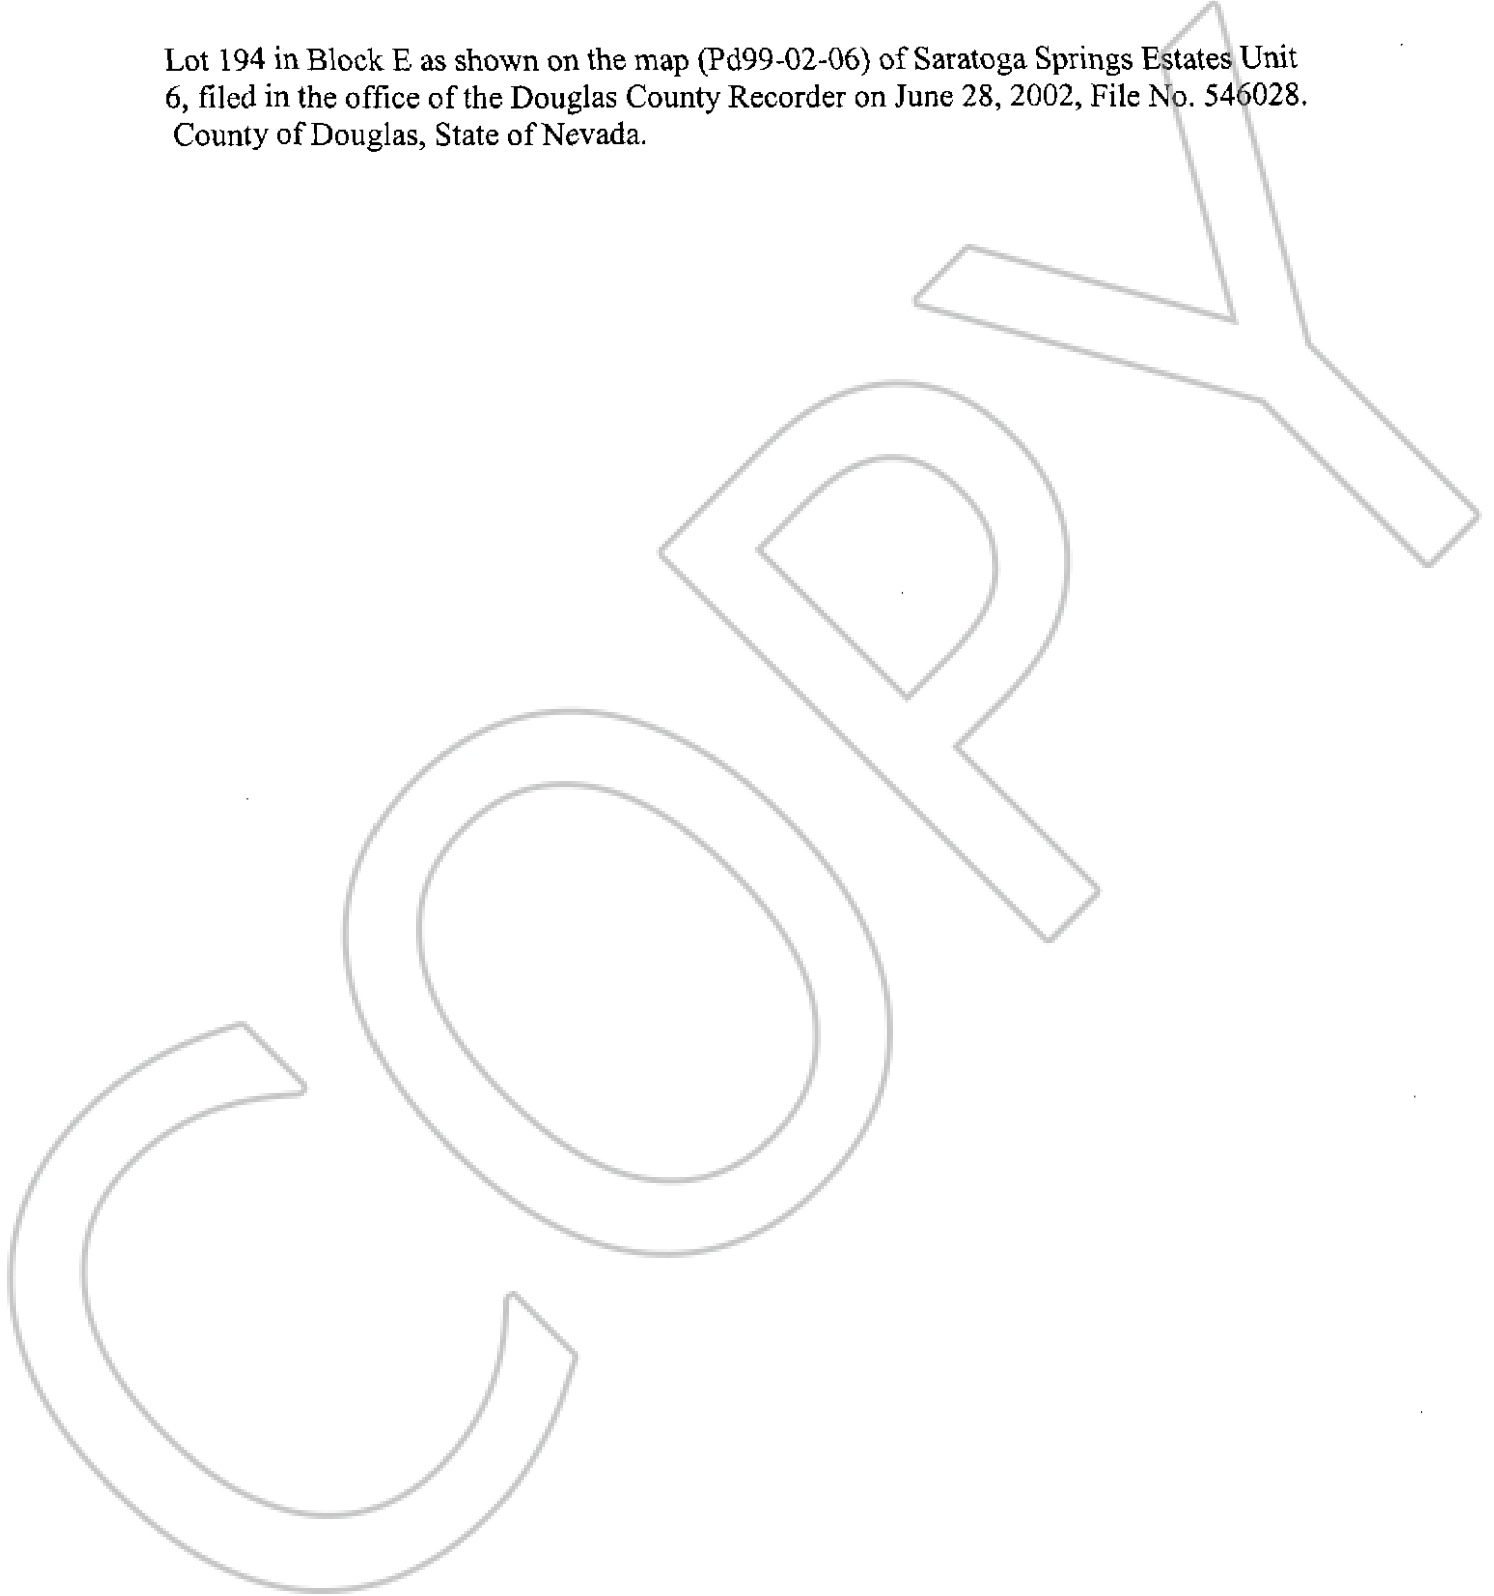 Lot 194 in Block E as shown on the map (Pd99-02-06) of Saratoga Springs Estates Unit
6, filed in the office of the Douglas County Recorder on June 28, 2002, File No. 546028.
County of Douglas, State of Nevada.
COPY